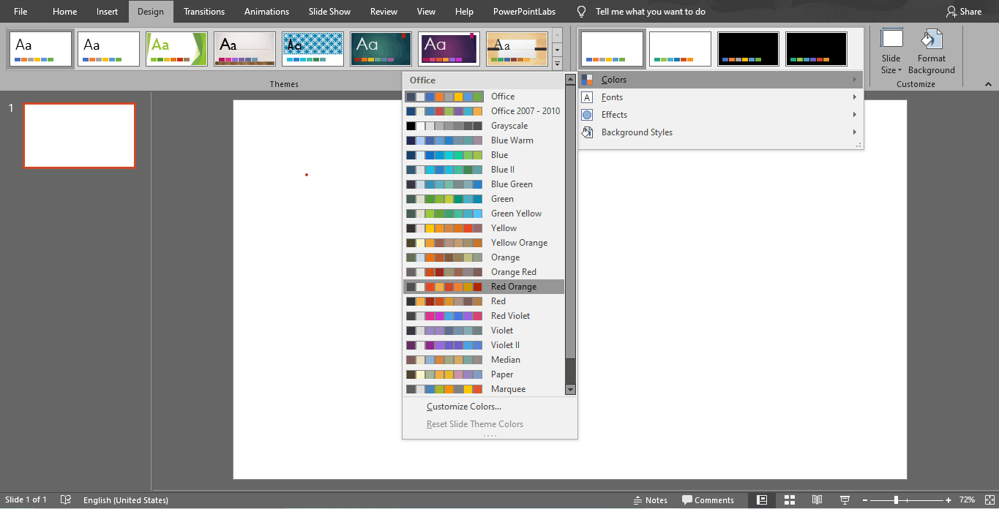 File Home Insert Design Transitions Animations Slide Show Review View Help PowerPointLabs Tell me what you want to do Share
Aa Aa Aa Aa Aa Aa Aa Aa
Themes
Slide Size
Format Background
Customize
Colors
Fonts
Effects
Background Styles
Office
Office
Office 2007 - 2010
Grayscale
Blue Warm
Blue
Blue II
Blue Green
Green
Green Yellow
Yellow
Yellow Orange
Orange
Orange Red
Red Orange
Red
Red Violet
Violet
Violet II
Median
Paper
Marquee
Customize Colors...
Reset Slide Theme Colors
1
Slide 1 of 1 English (United States) Notes Comments 72%